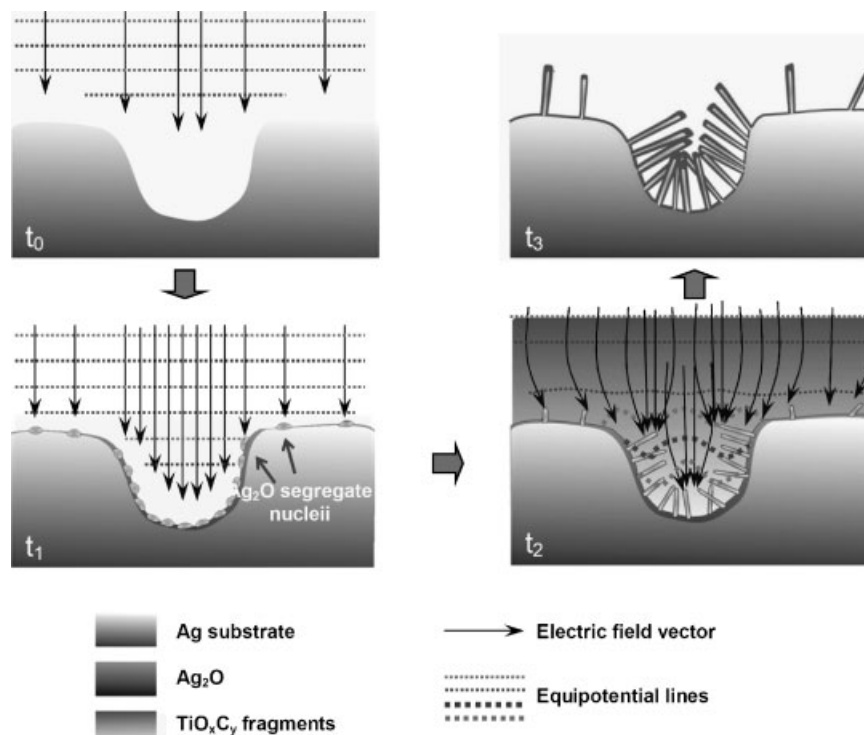 t0
t3
t1
Ag2O segregate
nucleii
t2
Ag substrate
Ag2O
TiOxCy fragments
Electric field vector
Equipotential lines